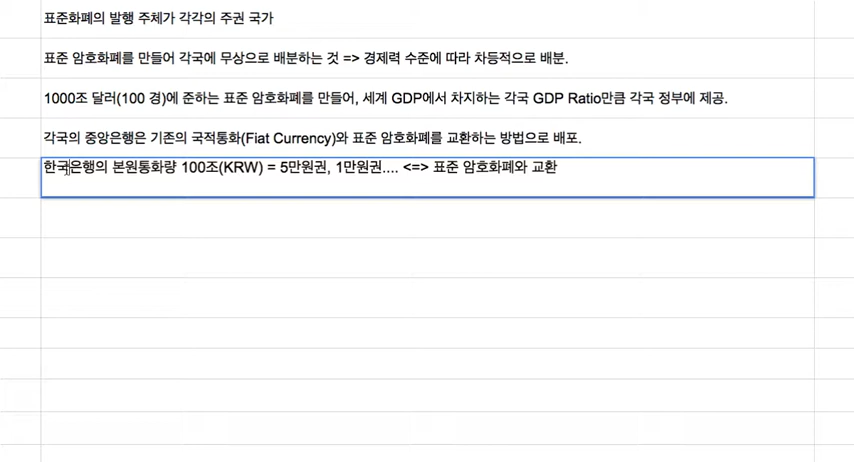 표준화폐의 발행 주체가 각각의 주권 국가
표준 암호화폐를 만들어 각국에 무상으로 배분하는 것 => 경제력 수준에 따라 차등적으로 배분.
1000조 달러(100 경)에 준하는 표준 암호화폐를 만들어, 세계 GDP에서 차지하는 각국 GDP Ratio만큼 각국 정부에 제공.
각국의 중앙은행은 기존의 국적통화(Fiat Currency)와 표준 암호화폐를 교환하는 방법으로 배포.
한국은행의 본원통화량 100조(KRW) = 5만원권, 1만원권.... <=> 표준 암호화폐와 교환